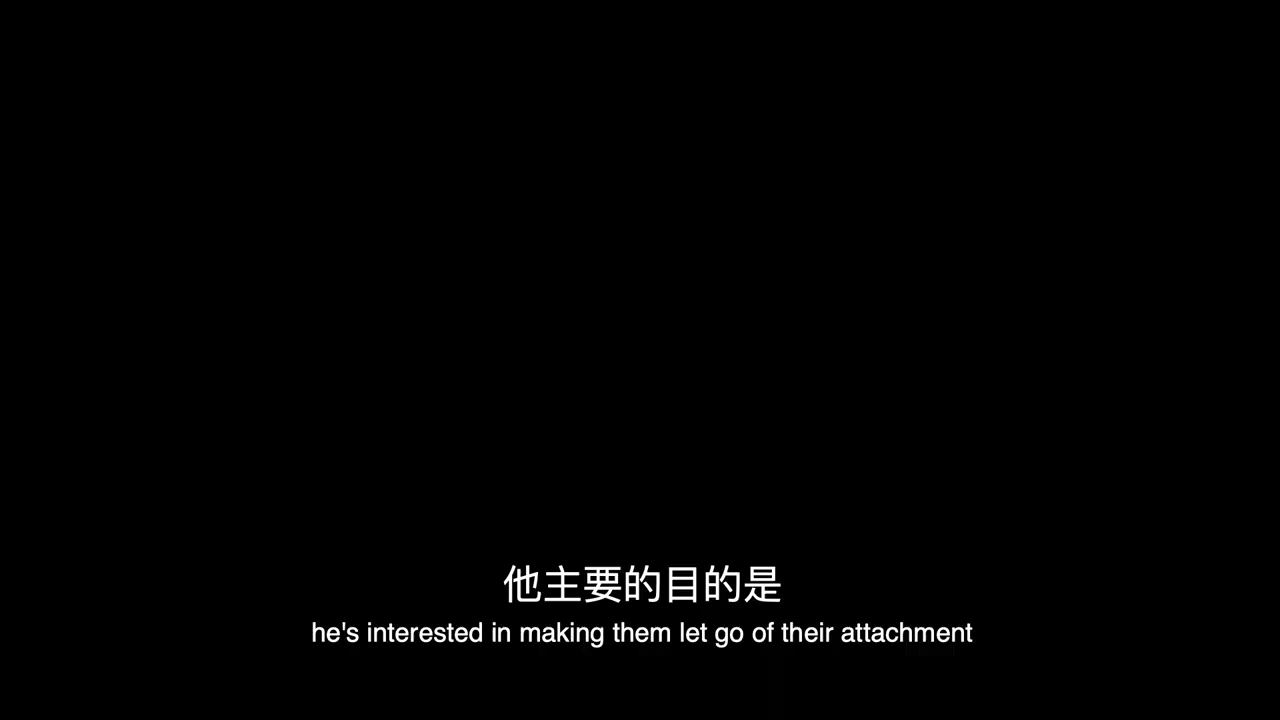 他主要的目的是
he's interested in making them let go of their attachment